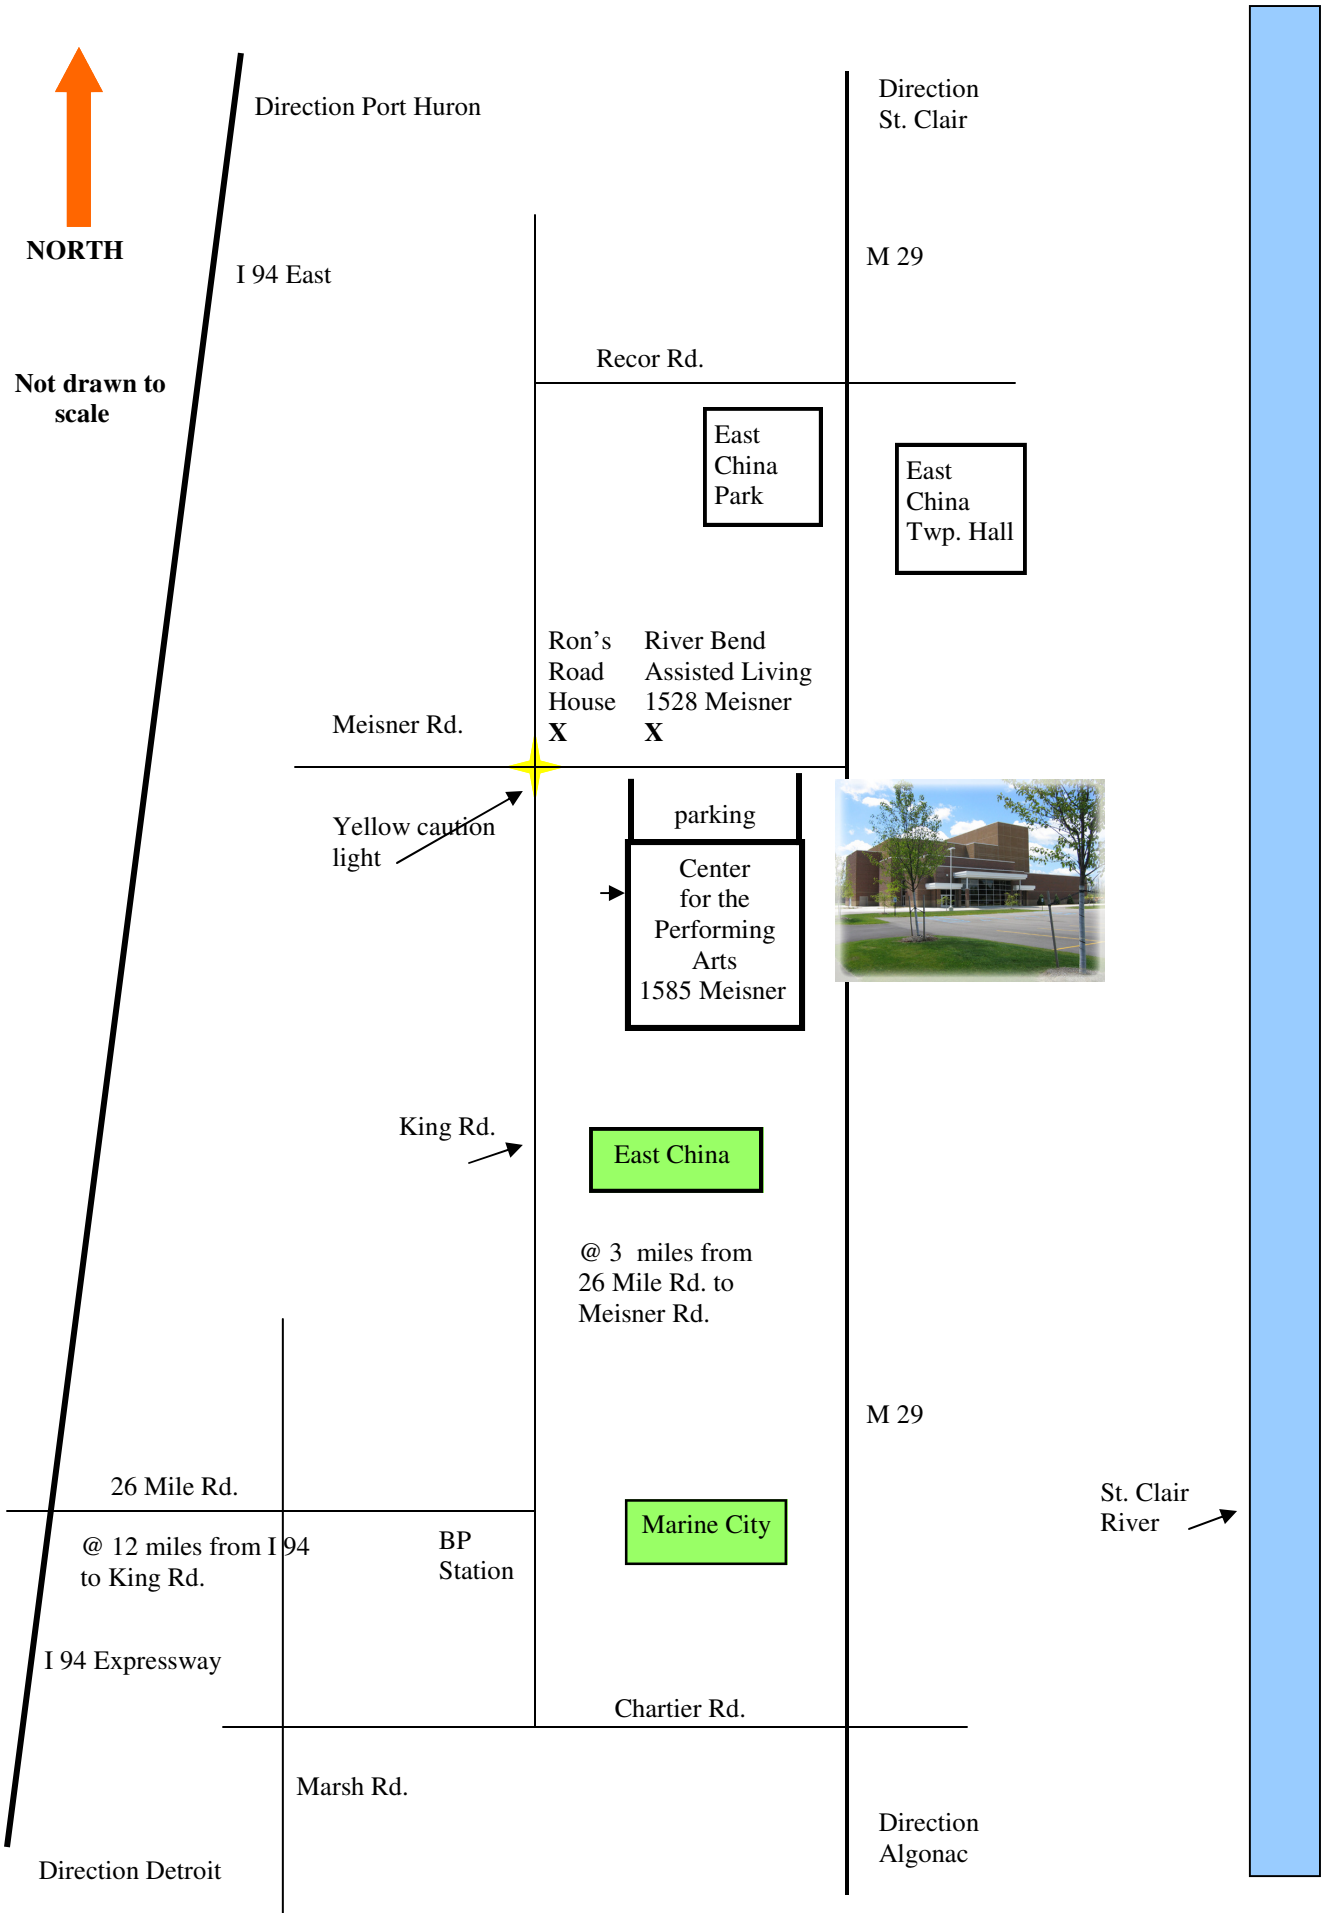 Direction Port Huron
Direction
St. Clair
NORTH
I 94 East
M 29
Not drawn to
scale
Recor Rd.
East
China
Park
East
China
Twp. Hall
Ron's
Road
House
X
River Bend
Assisted Living
1528 Meisner
X
Meisner Rd.
Yellow caution
light
parking
Center
for the
Performing
Arts
1585 Meisner
King Rd.
East China
@ 3 miles from
26 Mile Rd. to
Meisner Rd.
M 29
26 Mile Rd.
@ 12 miles from I 94
to King Rd.
BP
Station
Marine City
St. Clair
River
I 94 Expressway
Chartier Rd.
Marsh Rd.
Direction
Algonac
Direction Detroit